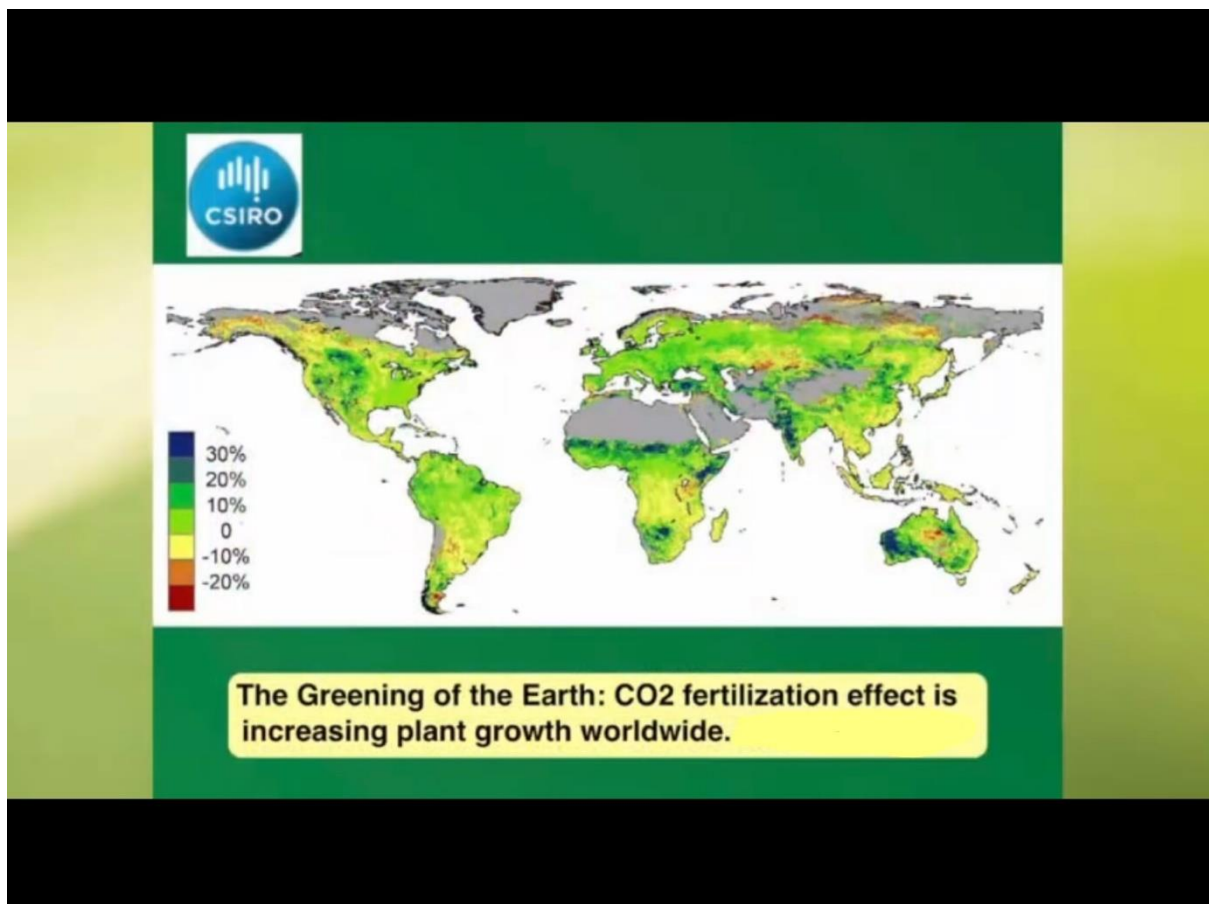 CSIRO
30%
20%
10%
0
-10%
-20%
The Greening of the Earth: CO2 fertilization effect is
increasing plant growth worldwide.